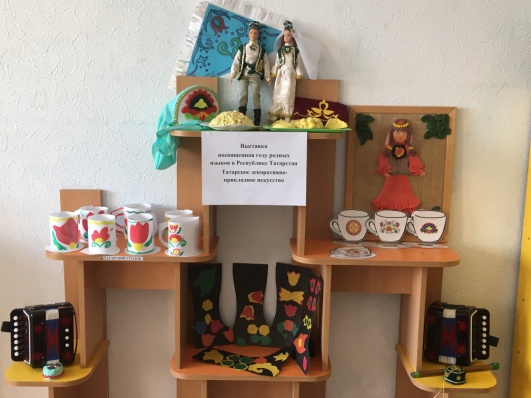 Выставка
посвященная году родных
языков в Республике Татарстан
Татарское декоративно-
прикладное искусство